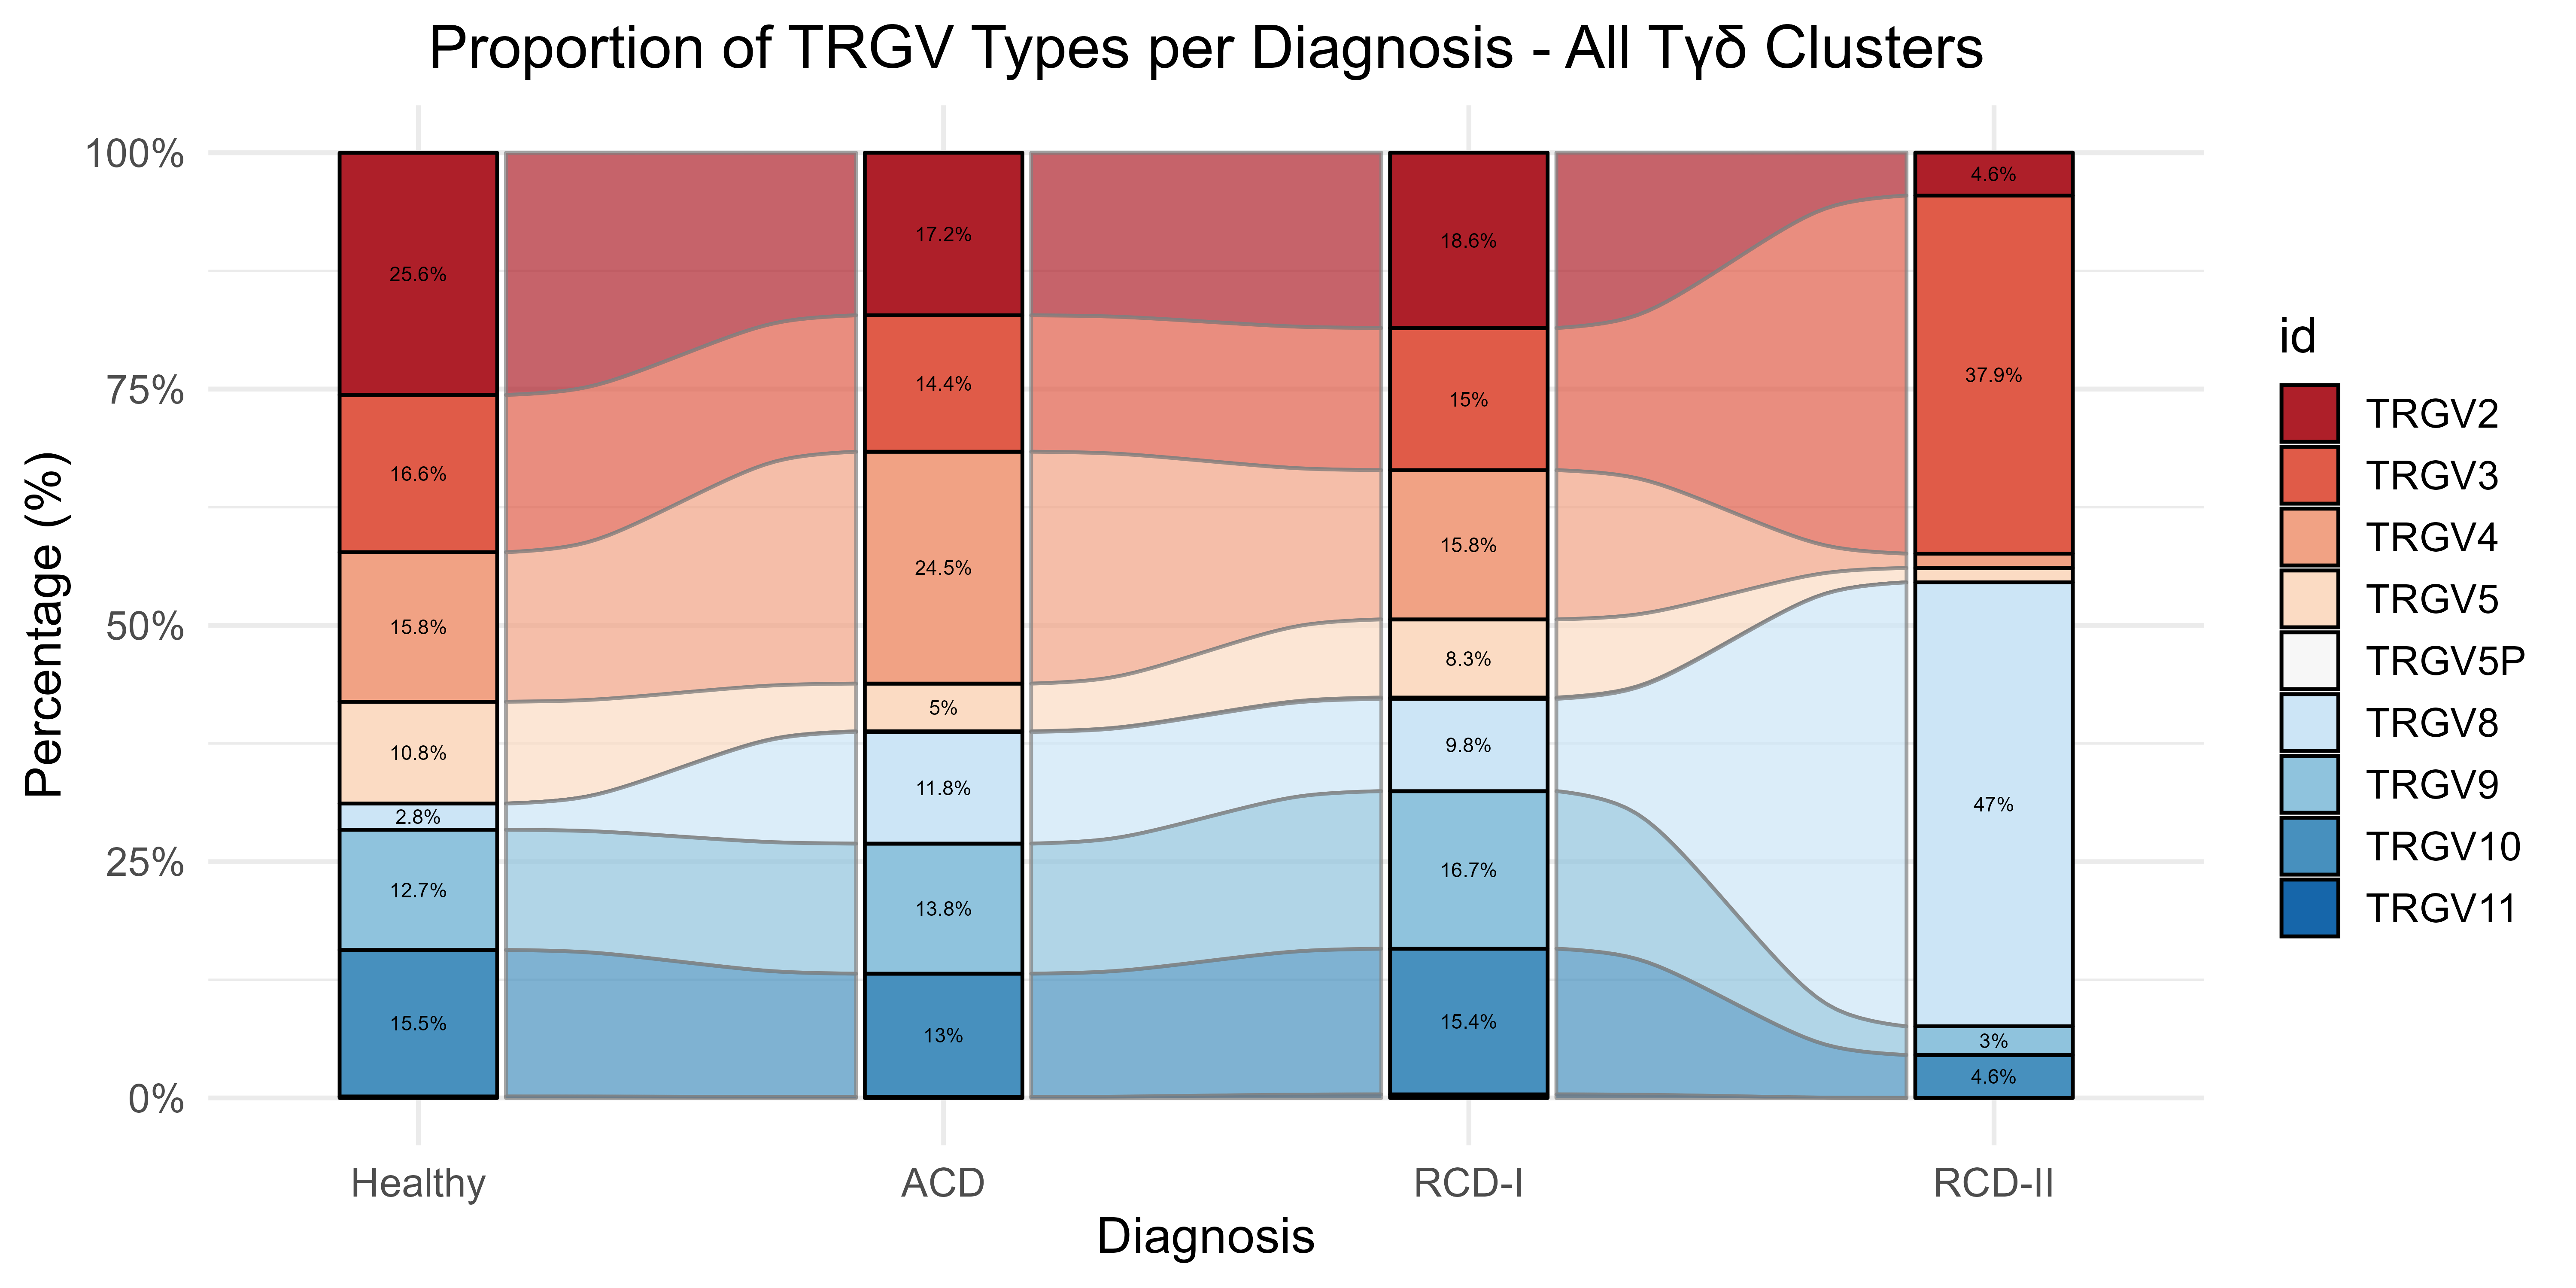 Proportion of TRGV Types per Diagnosis - All Tγδ Clusters
Percentage (%)
100%
75%
50%
25%
0%
25.6%
16.6%
15.8%
10.8%
2.8%
12.7%
15.5%
17.2%
14.4%
24.5%
5%
11.8%
13.8%
13%
18.6%
15%
15.8%
8.3%
9.8%
16.7%
15.4%
4.6%
37.9%
47%
3%
4.6%
Healthy
ACD
RCD-I
RCD-II
Diagnosis
id
TRGV2
TRGV3
TRGV4
TRGV5
TRGV5P
TRGV8
TRGV9
TRGV10
TRGV11